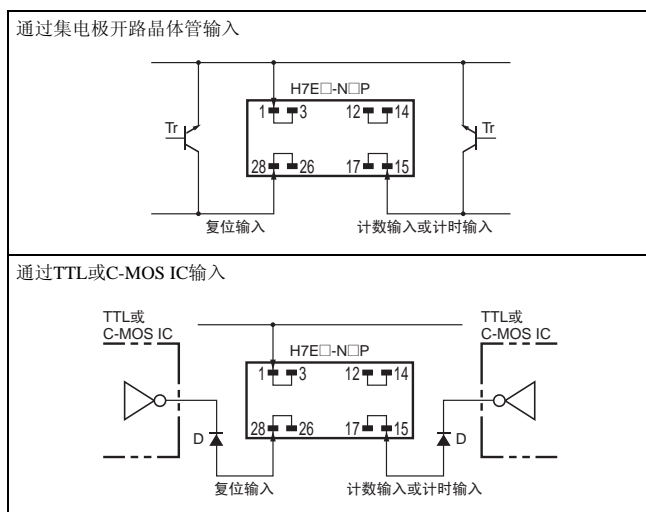 通过集电极开路晶体管输入
H7E□-N□P
1 3 12 14
Tr Tr
28 26 17 15
复位输入 计数输入或计时输入
通过TTL或C-MOS IC输入
TTL或 TTL或
C-MOS IC C-MOS IC
H7E□-N□P
1 3 12 14
D 28 26 17 15 D
复位输入 计数输入或计时输入